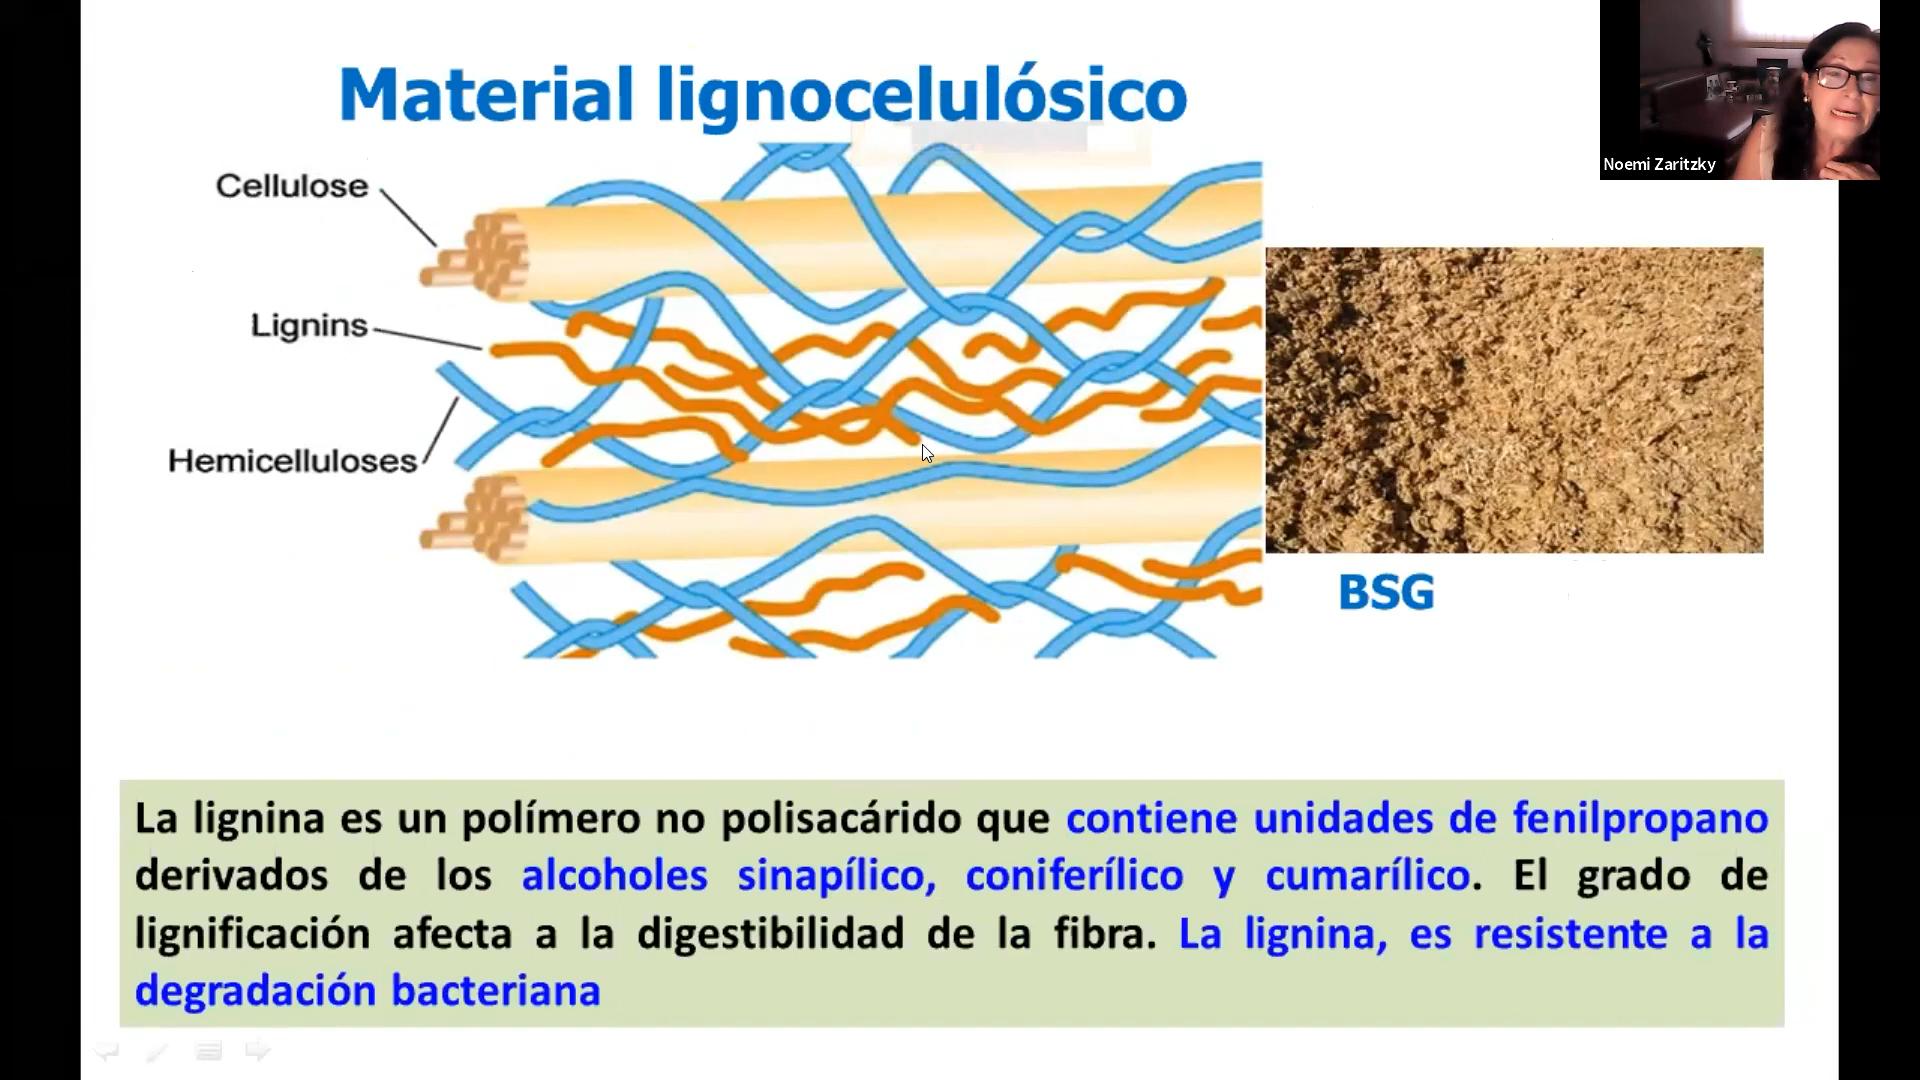 Material lignocelulósico
Noemi Zaritzky
Cellulose
Lignins
Hemicelluloses
BSG
La lignina es un polímero no polisacárido que contiene unidades de fenilpropano
derivados de los alcoholes sinapílico, coniferílico y cumarílico. El grado de
lignificación afecta a la digestibilidad de la fibra. La lignina, es resistente a la
degradación bacteriana